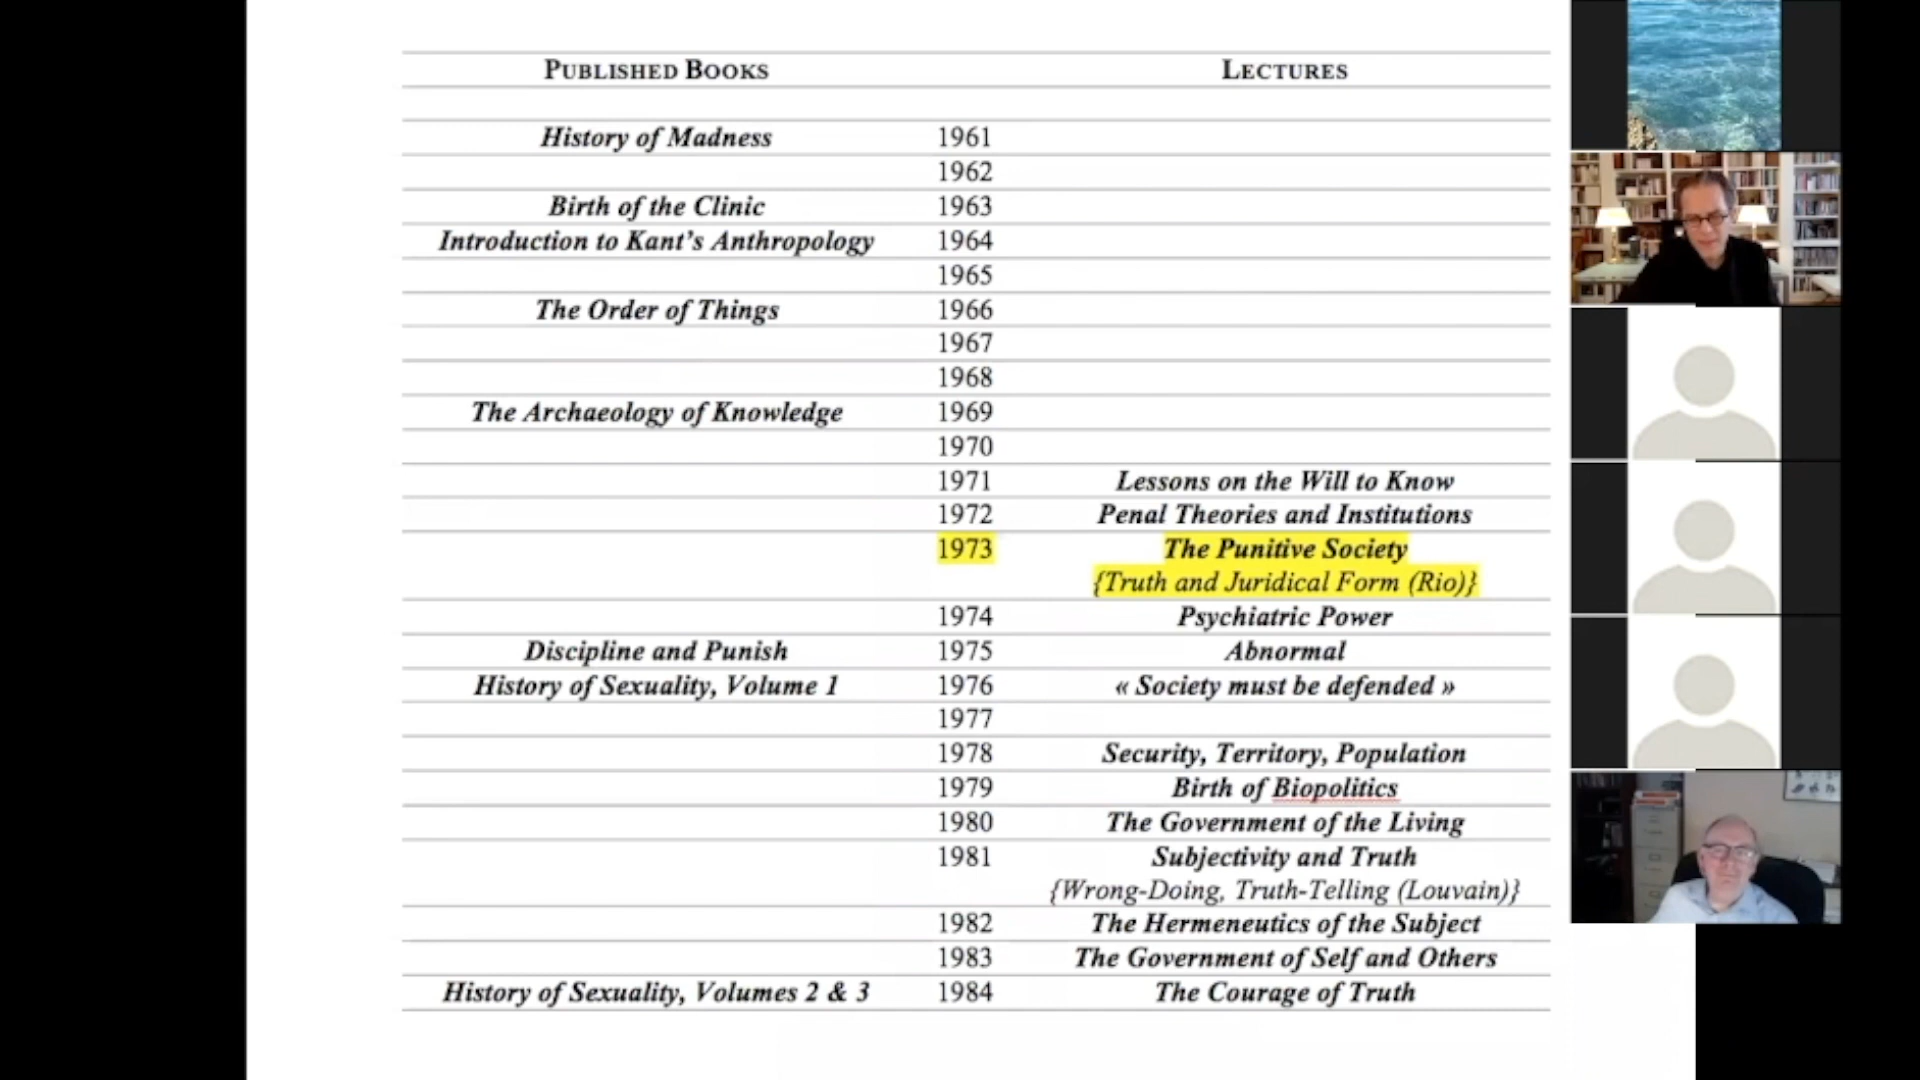 PUBLISHED BOOKS LECTURES
History of Madness 1961
1962
Birth of the Clinic 1963
Introduction to Kant's Anthropology 1964
1965
The Order of Things 1966
1967
1968
The Archaeology of Knowledge 1969
1970
1971 Lessons on the Will to Know
1972 Penal Theories and Institutions
1973 The Punitive Society
{Truth and Juridical Form (Rio)}
1974 Psychiatric Power
Discipline and Punish 1975 Abnormal
History of Sexuality, Volume 1 1976 « Society must be defended »
1977
1978 Security, Territory, Population
1979 Birth of Biopolitics
1980 The Government of the Living
1981 Subjectivity and Truth
{Wrong-Doing, Truth-Telling (Louvain)}
1982 The Hermeneutics of the Subject
1983 The Government of Self and Others
History of Sexuality, Volumes 2 & 3 1984 The Courage of Truth